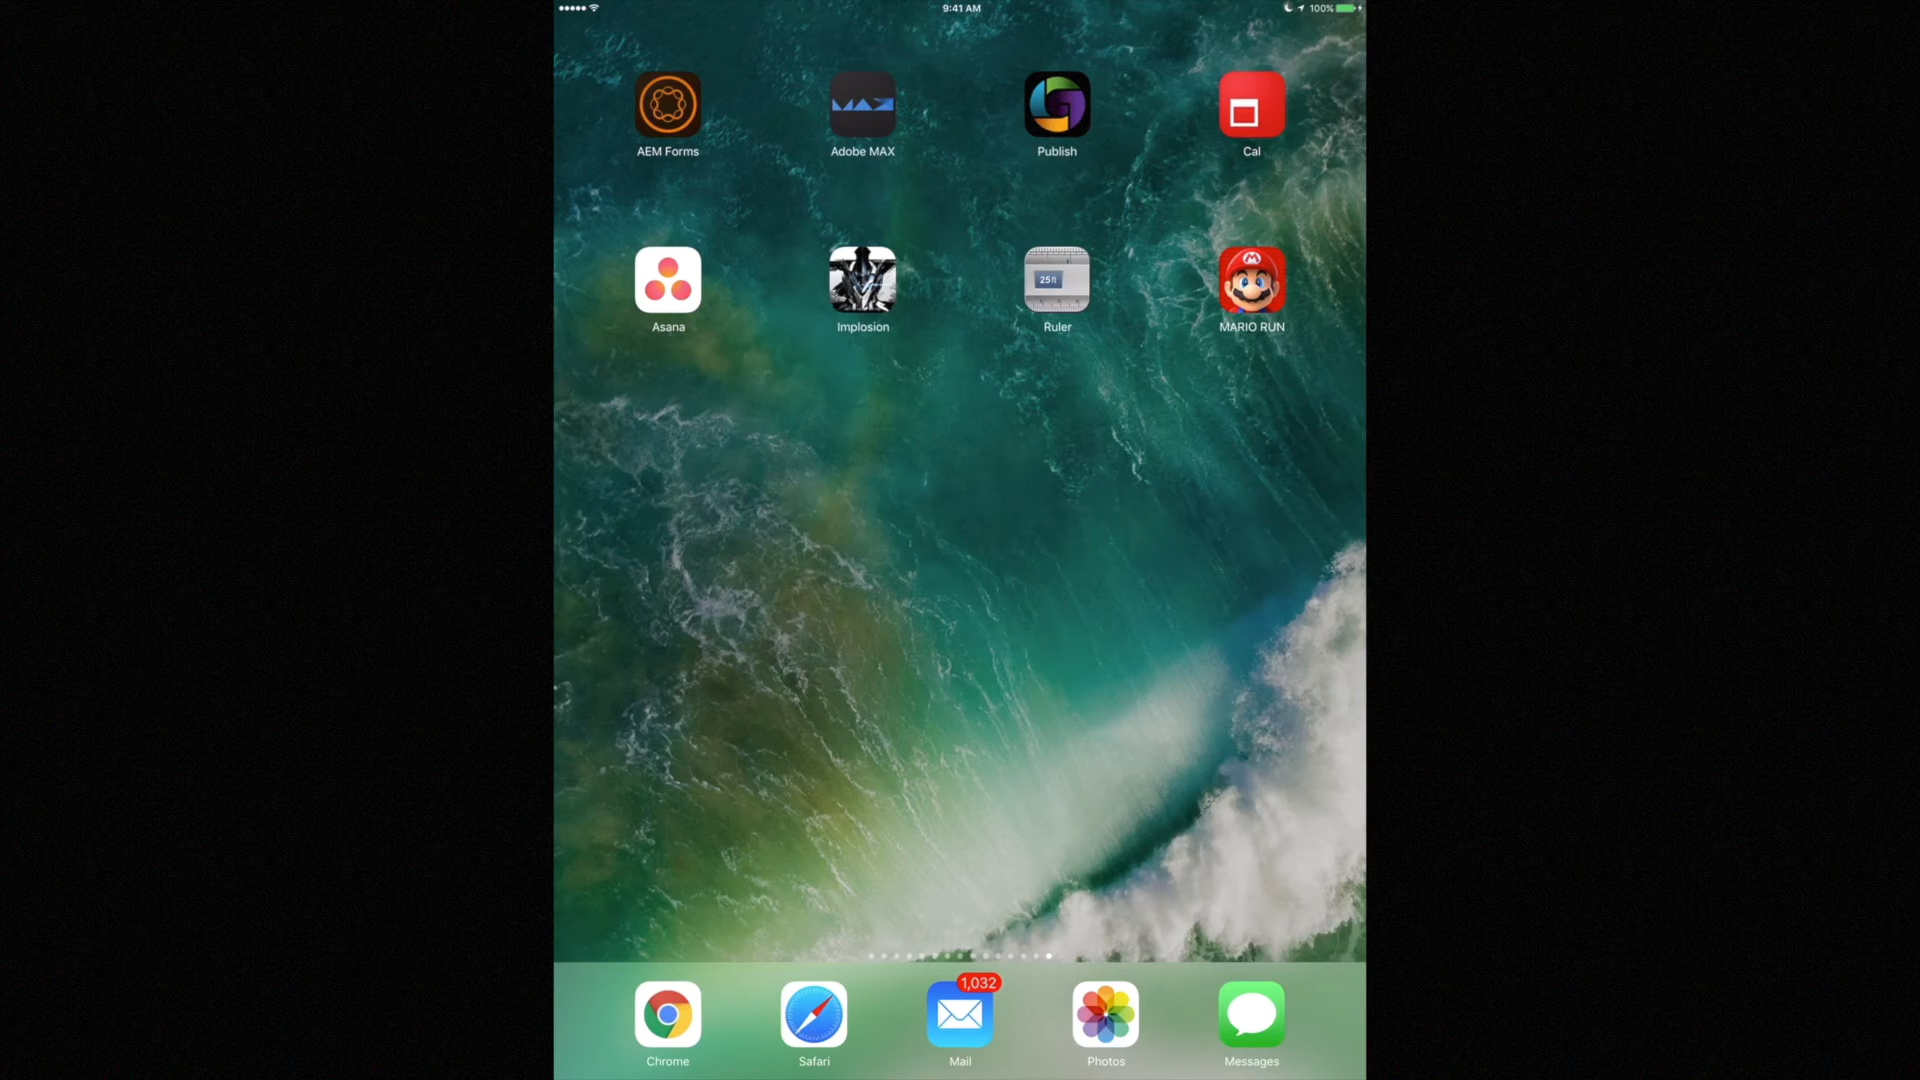 9:41 AM
100%
AEM Forms
Adobe MAX
Publish
Cal
MAX
25ft
M
Asana
Implosion
Ruler
MARIO RUN
1,032
Chrome
Safari
Mail
Photos
Messages